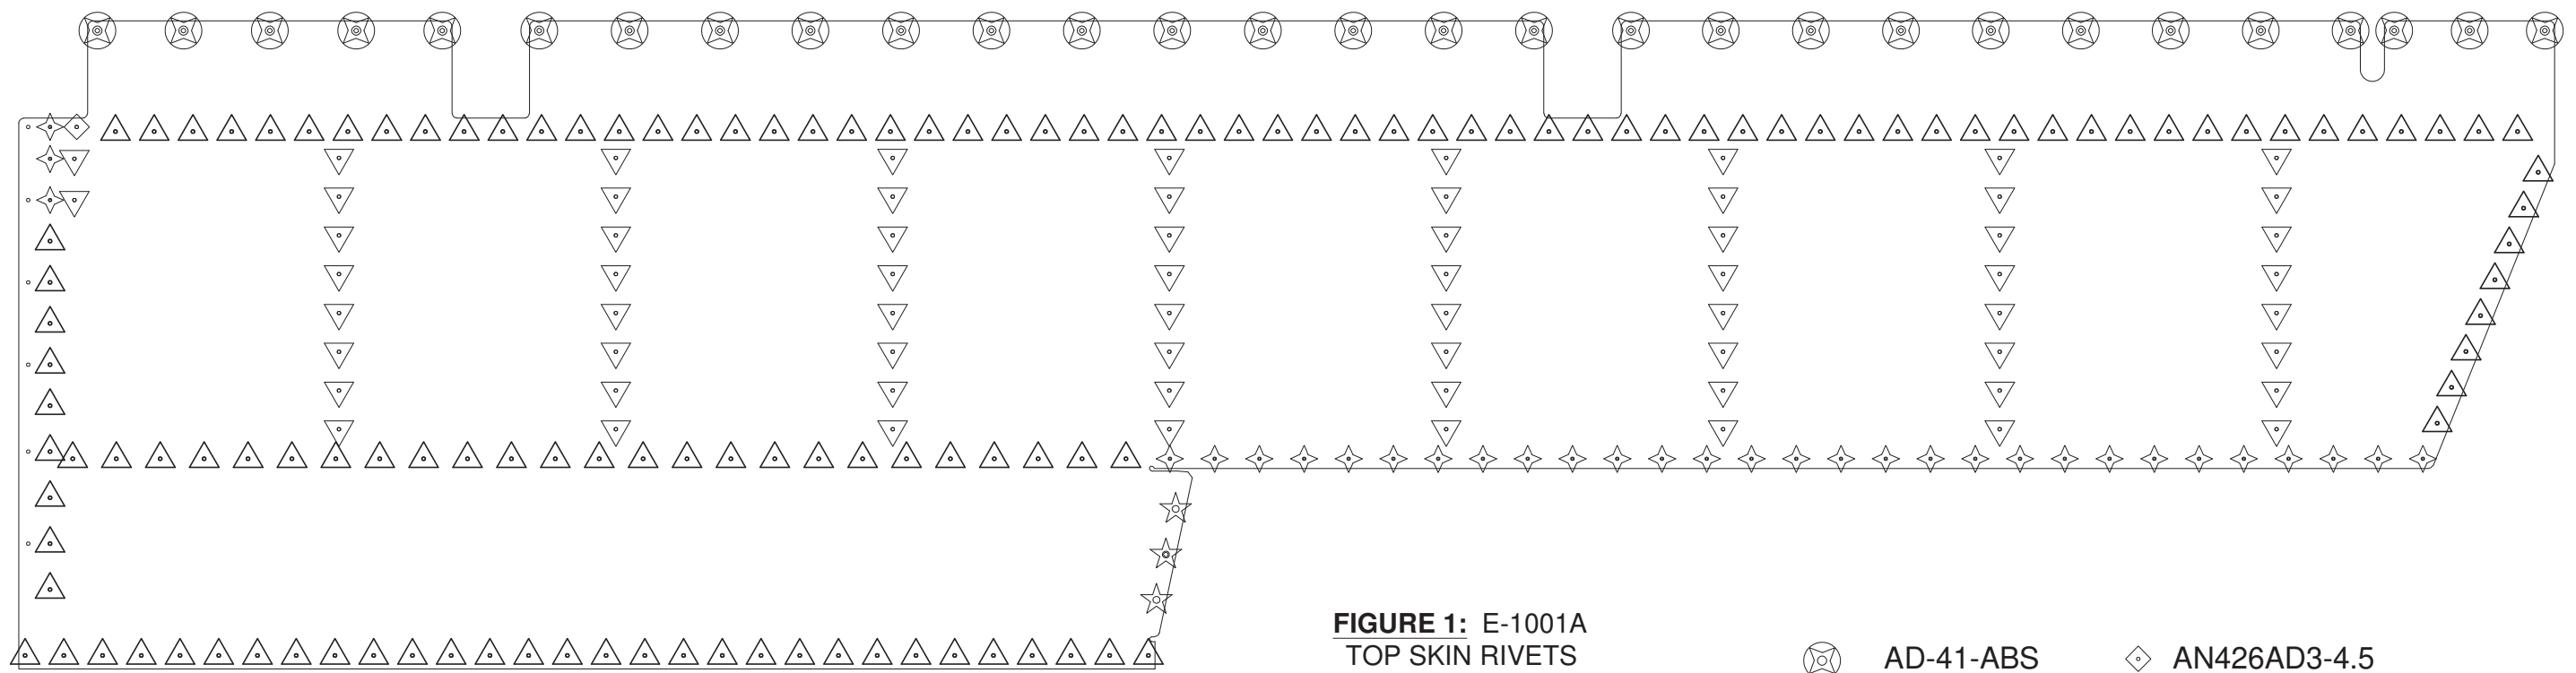 FIGURE 1: E-1001A
TOP SKIN RIVETS
AD-41-ABS
AN426AD3-4.5